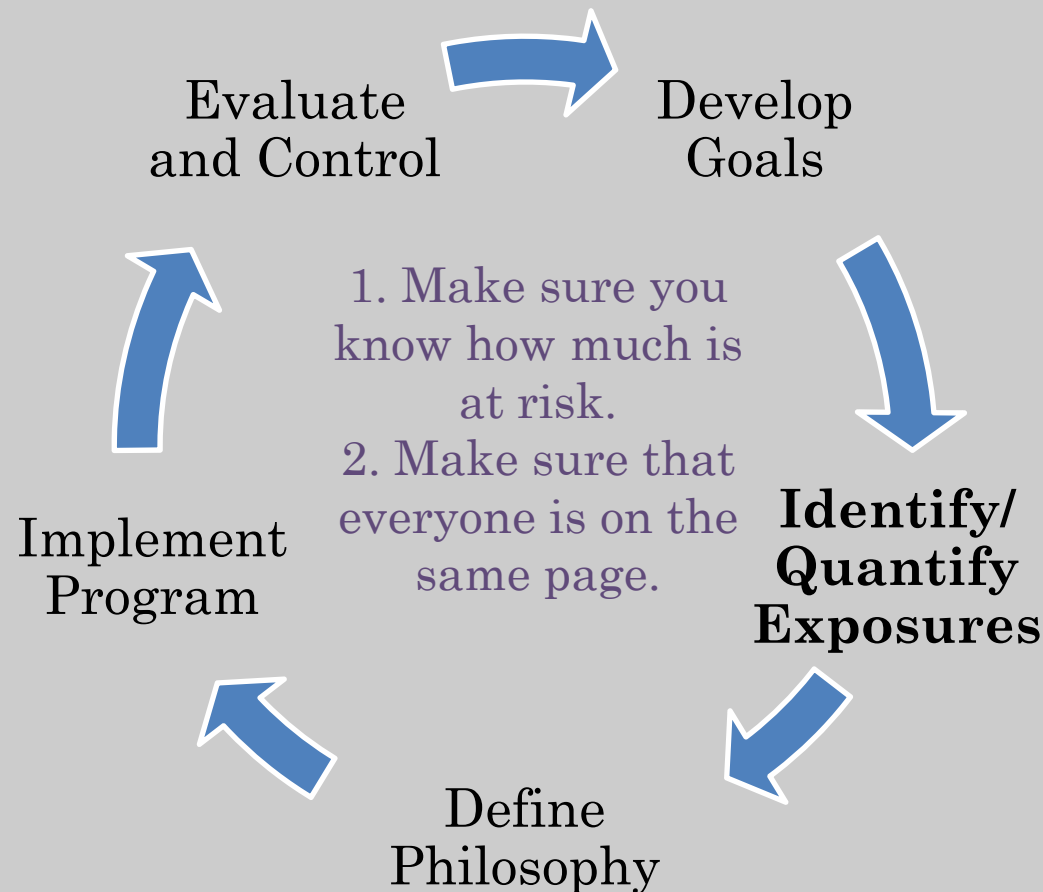 Evaluate
and Control
Develop
Goals
1. Make sure you
know how much is
at risk.
2. Make sure that
everyone is on the
same page.
Identify/
Quantify
Exposures
Implement
Program
Define
Philosophy